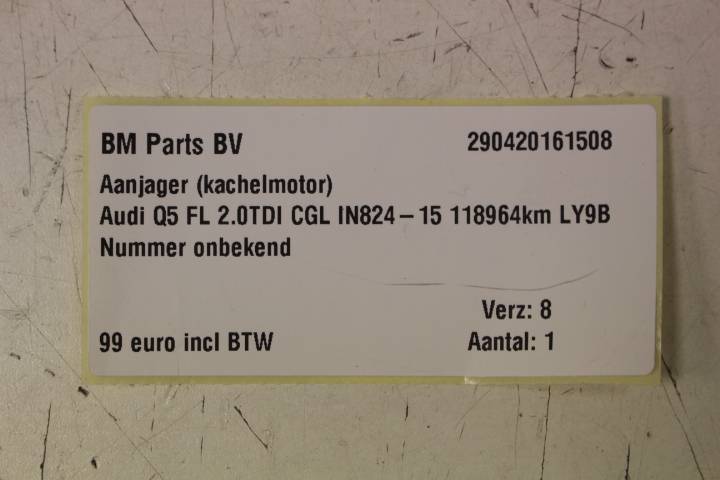 BM Parts BV 290420161508
Aanjager (kachelmotor)
Audi Q5 FL 2.0TDI CGL IN824-15 118964km LY9B
Nummer onbekend
Verz: 8
99 euro incl BTW Aantal: 1